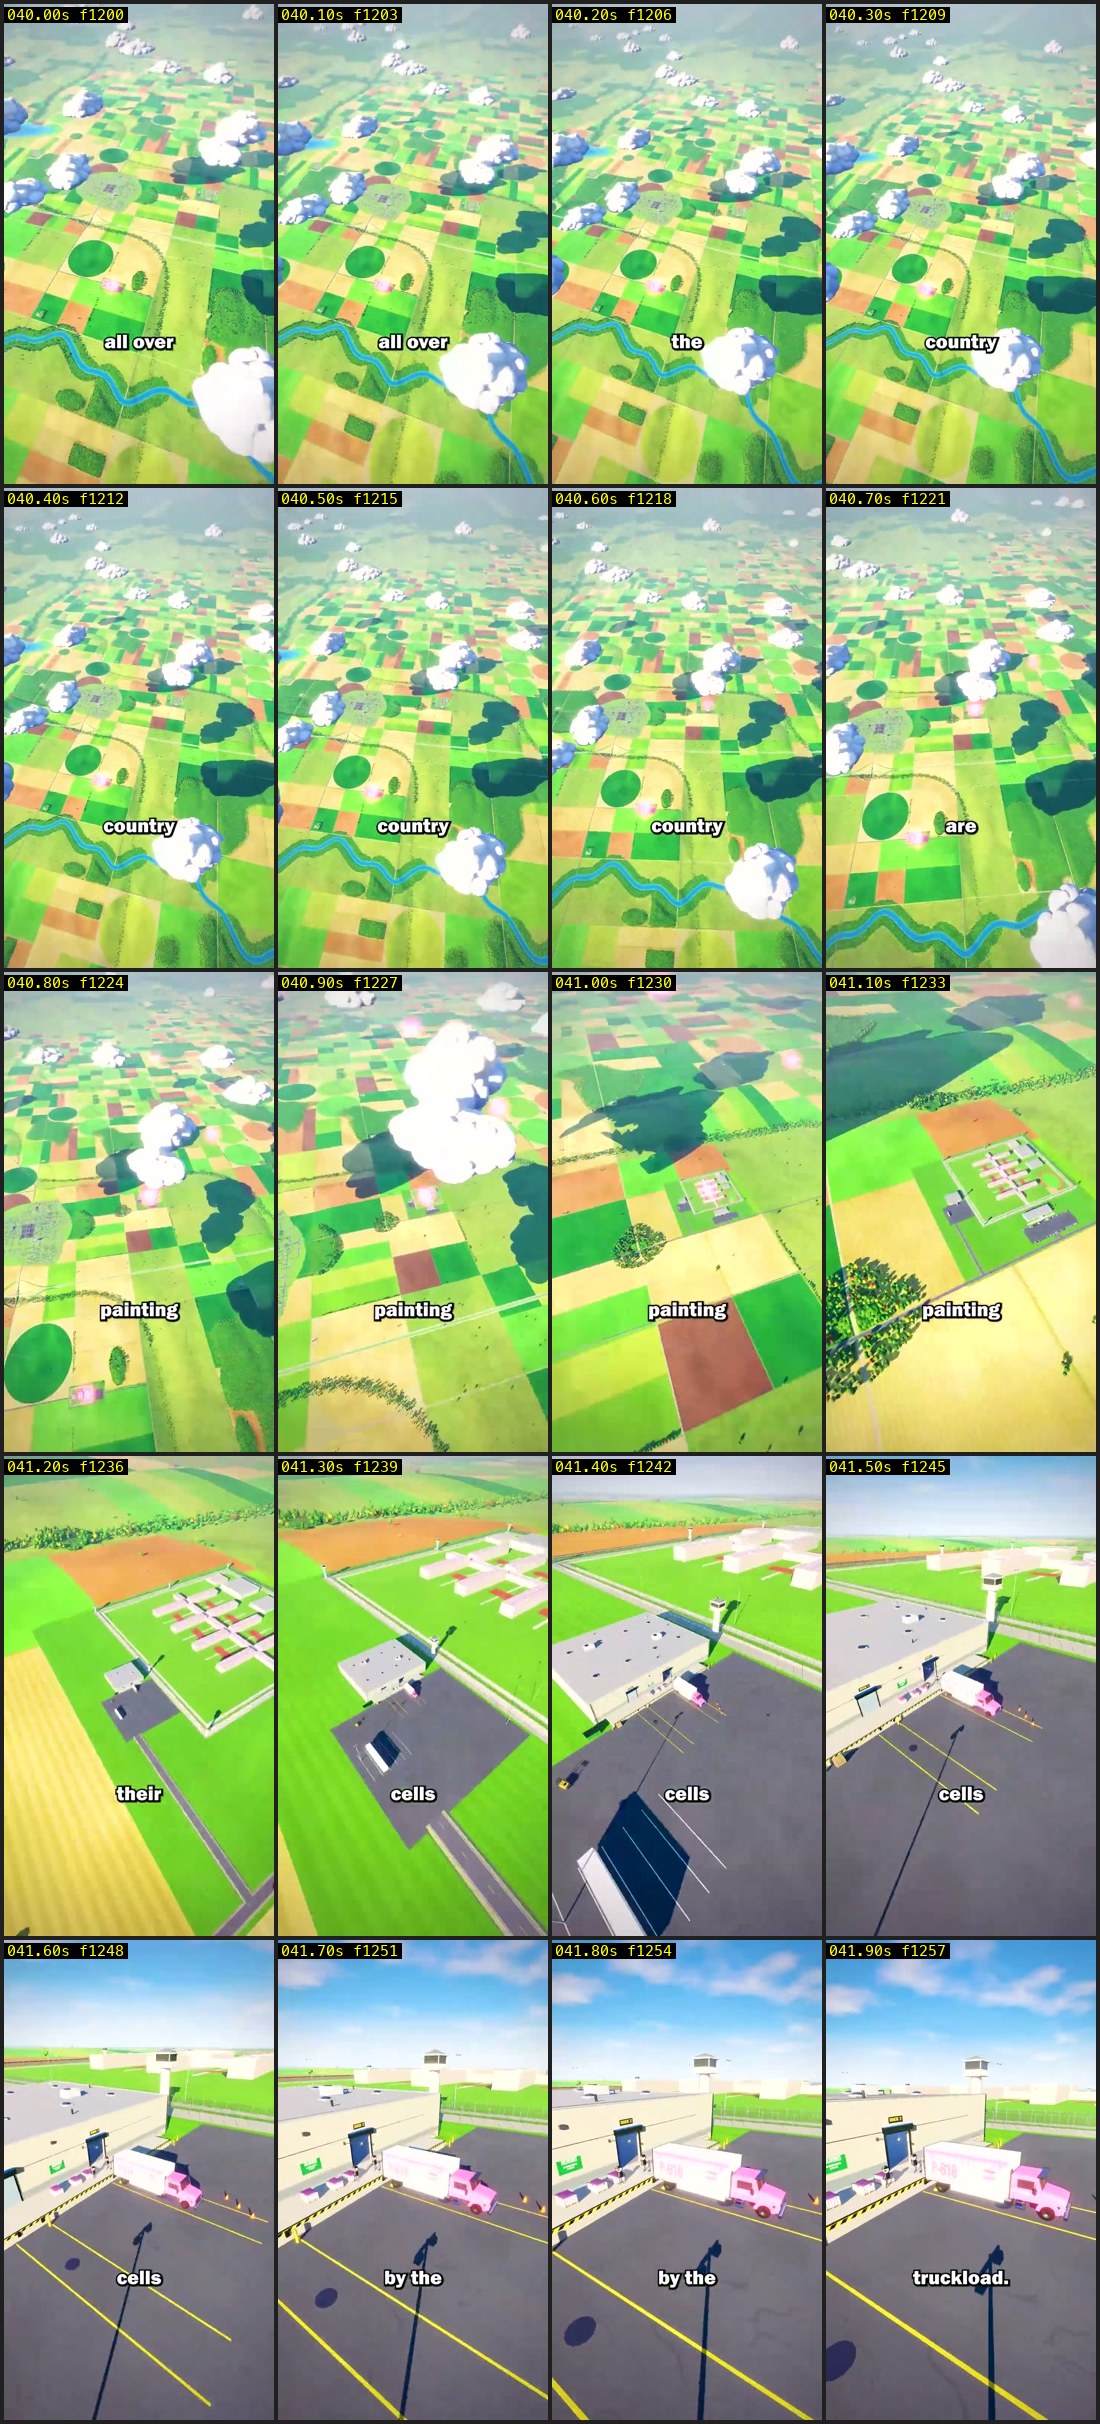 040.00s f1200
all over
040.10s f1203
all over
040.20s f1206
the
040.30s f1209
country
040.40s f1212
country
040.50s f1215
country
040.60s f1218
country
040.70s f1221
are
040.80s f1224
painting
040.90s f1227
painting
041.00s f1230
painting
041.10s f1233
painting
041.20s f1236
their
041.30s f1239
cells
041.40s f1242
cells
041.50s f1245
cells
041.60s f1248
cells
041.70s f1251
by the
041.80s f1254
by the
041.90s f1257
truckload.